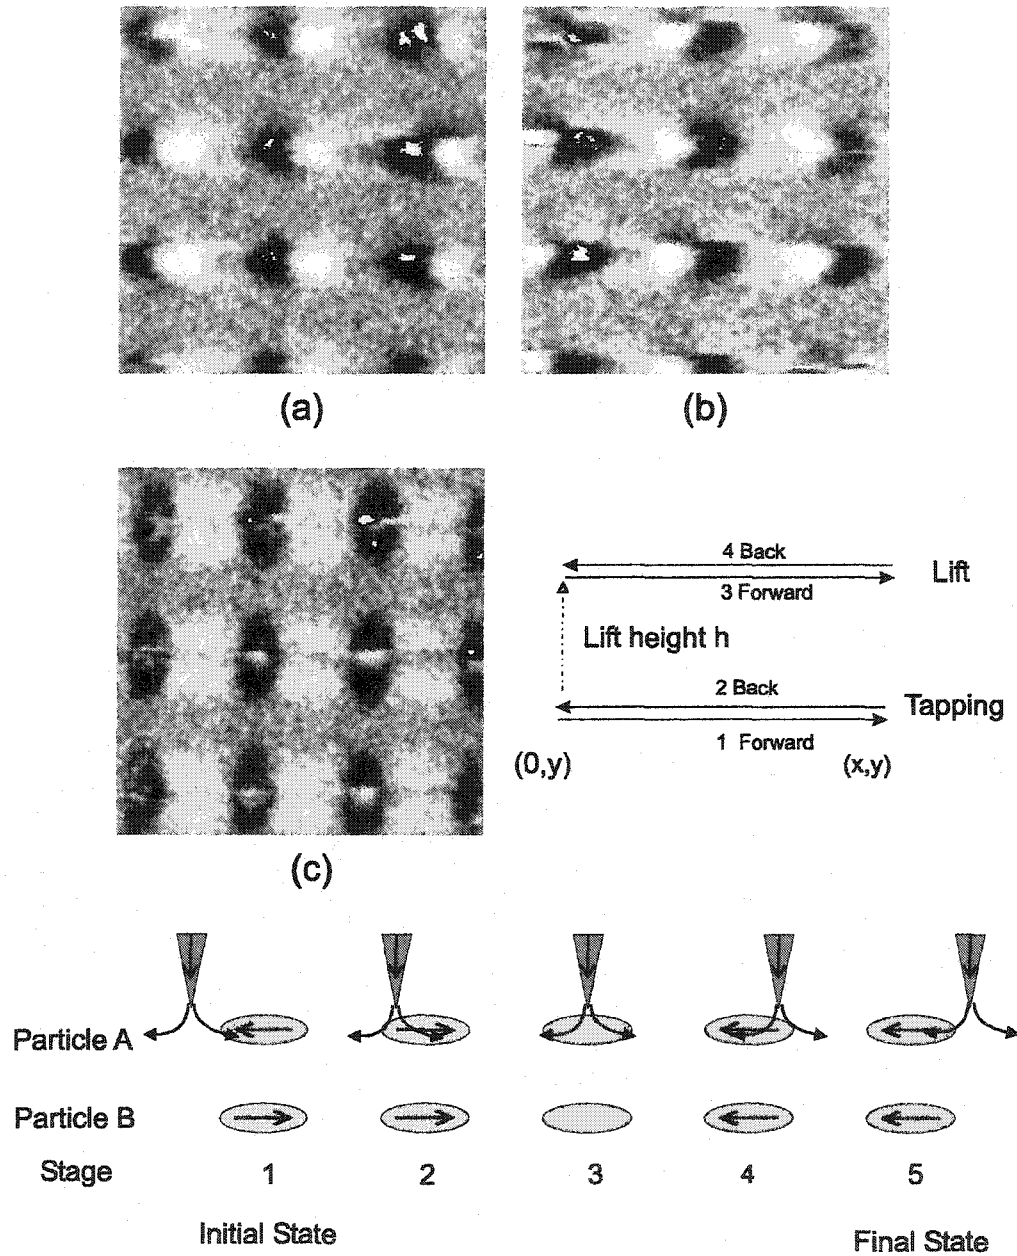 (a)
(b)
(c)
4 Back
3 Forward
Lift
Lift height h
2 Back
1 Forward
Tapping
(0,y)
(x,y)
Particle A
Particle B
Stage
1
2
3
4
5
Initial State
Final State